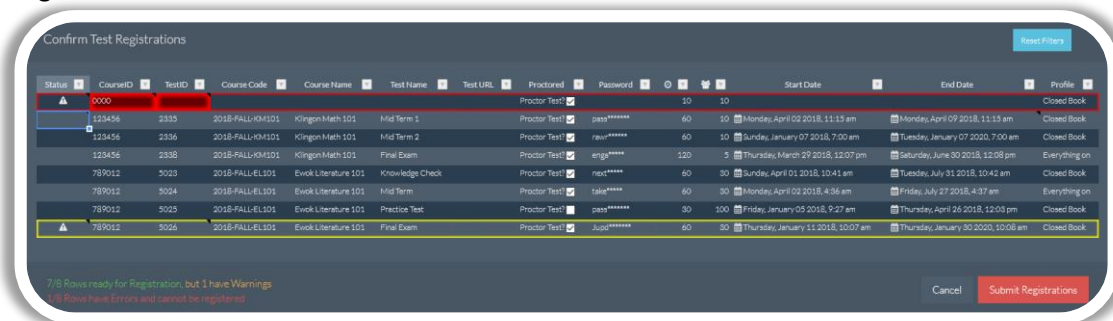 Confirm Test Registrations
Reset Filters
Status CourseID TestID Course Code Course Name Test Name Test URL Proctored Password Start Date End Date Profile
0000 Proctor Test? 10 10 Closed Book
123456 2335 2018-FALL-KM101 Klingon Math 101 Mid Term 1 Proctor Test? pass******* 60 10 Monday, April 02 2018, 11:15 am Monday, April 09 2018, 11:15 am Closed Book
123456 2336 2018-FALL-KM101 Klingon Math 101 Mid Term 2 Proctor Test? rawr******* 60 10 Sunday, January 07 2018, 7:00 am Tuesday, January 07 2020, 7:00 am Closed Book
123456 2338 2018-FALL-KM101 Klingon Math 101 Final Exam Proctor Test? enga***** 120 5 Thursday, March 29 2018, 12:07 pm Saturday, June 30 2018, 12:08 pm Everything on
789012 5023 2018-FALL-EL101 Ewok Literature 101 Knowledge Check Proctor Test? next***** 60 30 Sunday, April 01 2018, 10:41 am Tuesday, July 31 2018, 10:42 am Closed Book
789012 5024 2018-FALL-EL101 Ewok Literature 101 Mid Term Proctor Test? take***** 60 30 Monday, April 02 2018, 4:36 am Friday, July 27 2018, 4:37 am Everything on
789012 5025 2018-FALL-EL101 Ewok Literature 101 Practice Test Proctor Test? pass******* 30 100 Friday, January 05 2018, 9:27 am Thursday, April 26 2018, 12:03 pm Closed Book
789012 5026 2018-FALL-EL101 Ewok Literature 101 Final Exam Proctor Test? Jupd******* 60 30 Thursday, January 11 2018, 10:07 am Thursday, January 30 2020, 10:08 am Closed Book
7/8 Rows ready for Registration, but 1 have Warnings
1/8 Rows have Errors and cannot be registered
Cancel Submit Registrations